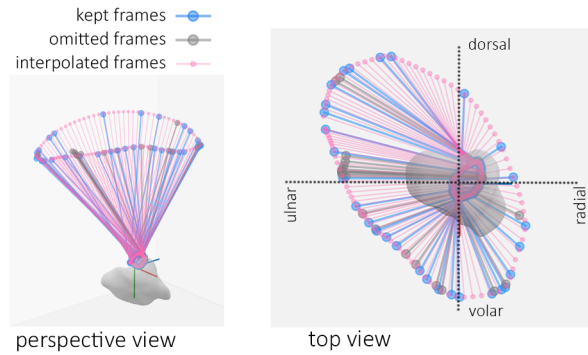 kept frames
omitted frames
interpolated frames
dorsal
ulnar
radial
volar
perspective view
top view